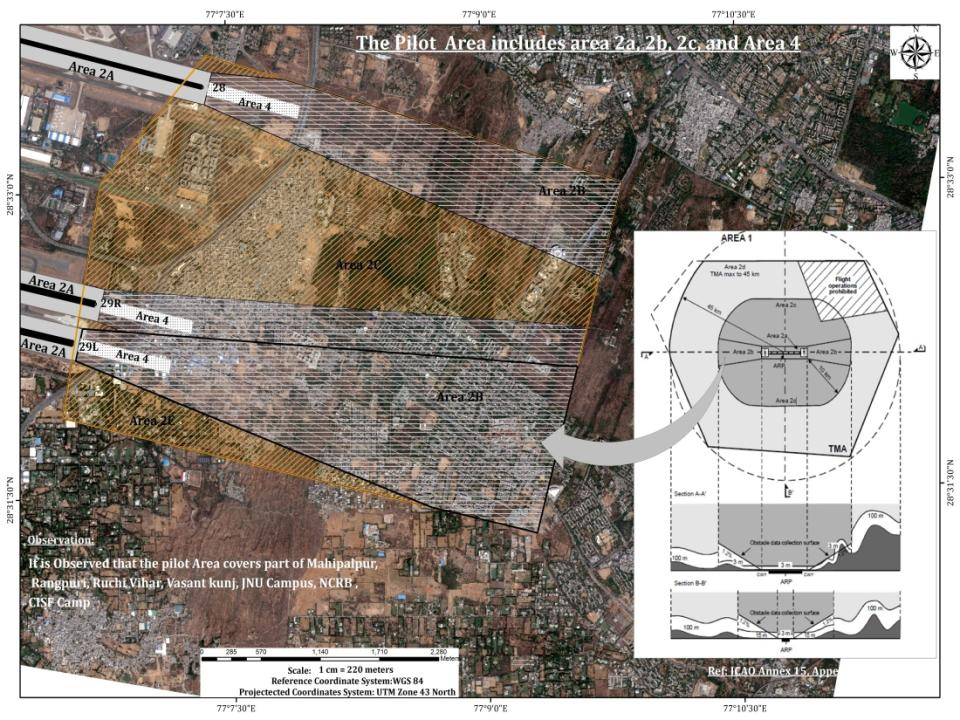 77°7'30"E
77°9'0"E
77°10'30"E
The Pilot Area includes area 2a, 2b, 2c, and Area 4
N
W
E
S
Area 2A
28
Area 4
Area 2B
28°33'0"N
28°33'0"N
Area 2C
Area 2A
29R
Area 4
Area 2A
29L
Area 4
Area 2B
28°31'30"N
28°31'30"N
AREA 1
Area 2d
TMA max to 45 km
Flight
operations
prohibited
45 km
Area 2c
Area 2a
Area 2b
Area 2b
ARP
10 km
Area 2c
TMA
Section A-A'
100 m
Obstacle data collection surface
100 m
3 m
3 m
ARP
Section B-B'
100 m
Obstacle data collection surface
100 m
15 m
3 m
15 m
ARP
Observation:
It is Observed that the pilot Area covers part of Mahipalpur,
Rangpuri, Ruchi Vihar, Vasant kunj, JNU Campus, NCRB ,
CISF Camp
0 285 570 1,140 1,710 2,280
Meters
Scale: 1 cm = 220 meters
Reference Coordinate System:WGS 84
Projectected Coordinates System: UTM Zone 43 North
Ref: ICAO Annex 15, Appe
77°7'30"E
77°9'0"E
77°10'30"E